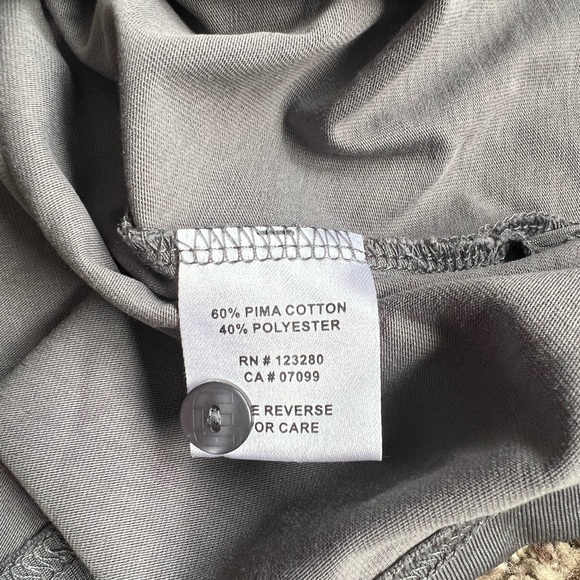 60% PIMA COTTON
40% POLYESTER
RN # 123280
CA # 07099
REVERSE
CARE